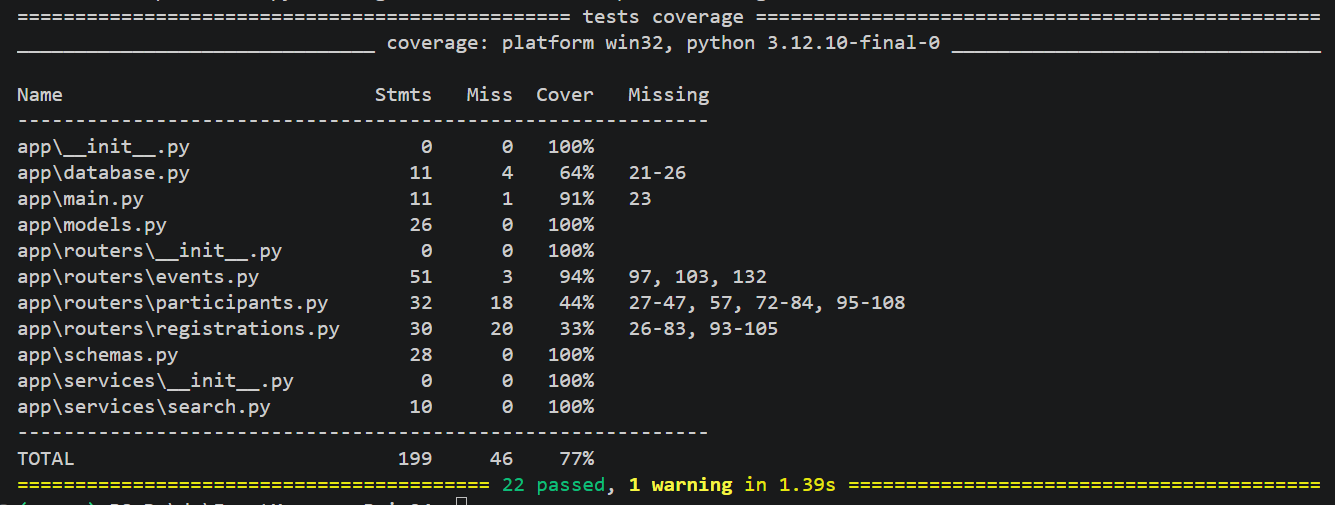 ================================================ tests coverage =================================================
_______________________________ coverage: platform win32, python 3.12.10-final-0 ________________________________
Name                           Stmts   Miss  Cover   Missing
------------------------------------------------------------
app\__init__.py                    0      0   100%
app\database.py                   11      4    64%   21-26
app\main.py                       11      1    91%   23
app\models.py                     26      0   100%
app\routers\__init__.py            0      0   100%
app\routers\events.py             51      3    94%   97, 103, 132
app\routers\participants.py       32     18    44%   27-47, 57, 72-84, 95-108
app\routers\registrations.py      30     20    33%   26-83, 93-105
app\schemas.py                    28      0   100%
app\services\__init__.py           0      0   100%
app\services\search.py            10      0   100%
------------------------------------------------------------
TOTAL                            199     46    77%
========================================= 22 passed, 1 warning in 1.39s =========================================